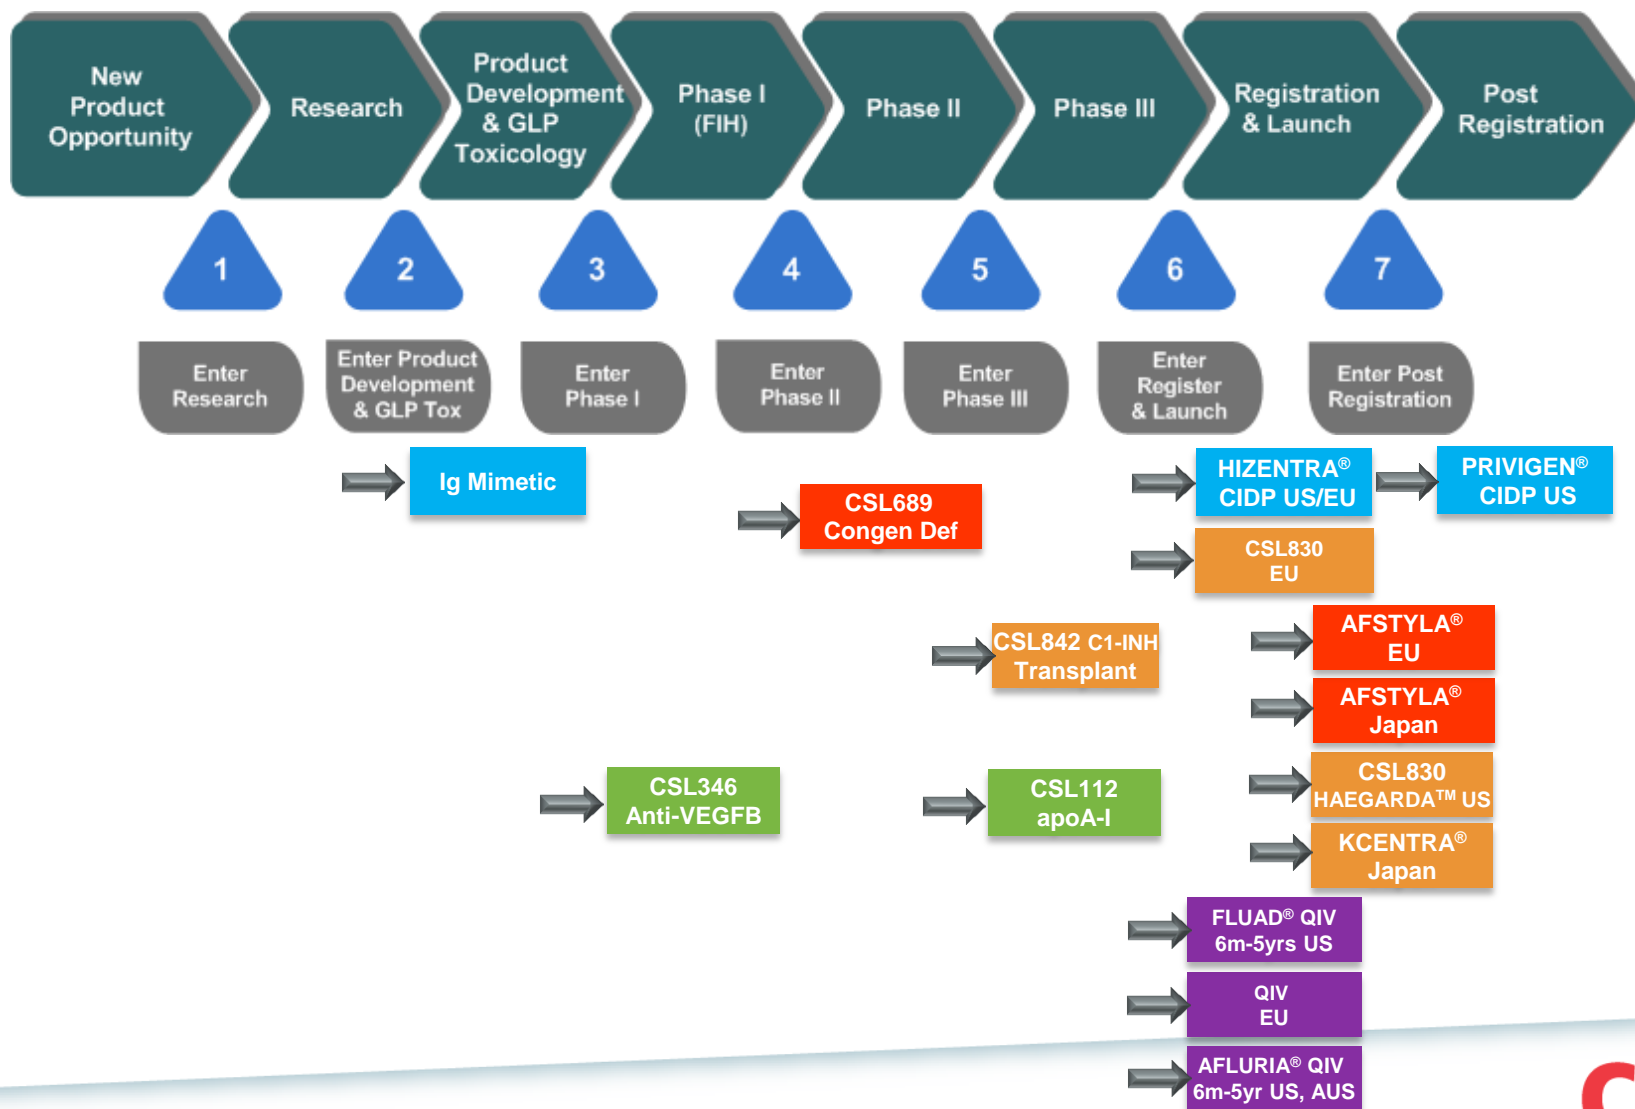 New
Product
Opportunity
Research
Product
Development
& GLP
Toxicology
Phase I
(FIH)
Phase II
Phase III
Registration
& Launch
Post
Registration
1
2
3
4
5
6
7
Enter
Research
Enter Product
Development
& GLP Tox
Enter
Phase I
Enter
Phase II
Enter
Phase III
Enter
Register
& Launch
Enter Post
Registration
Ig Mimetic
HIZENTRA®
CIDP US/EU
PRIVIGEN®
CIDP US
CSL689
Congen Def
CSL830
EU
CSL842 C1-INH
Transplant
AFSTYLA®
EU
AFSTYLA®
Japan
CSL346
Anti-VEGFB
CSL112
apoA-I
CSL830
HAEGARDA™ US
KCENTRA®
Japan
FLUAD® QIV
6m-5yrs US
QIV
EU
AFLURIA® QIV
6m-5yr US, AUS